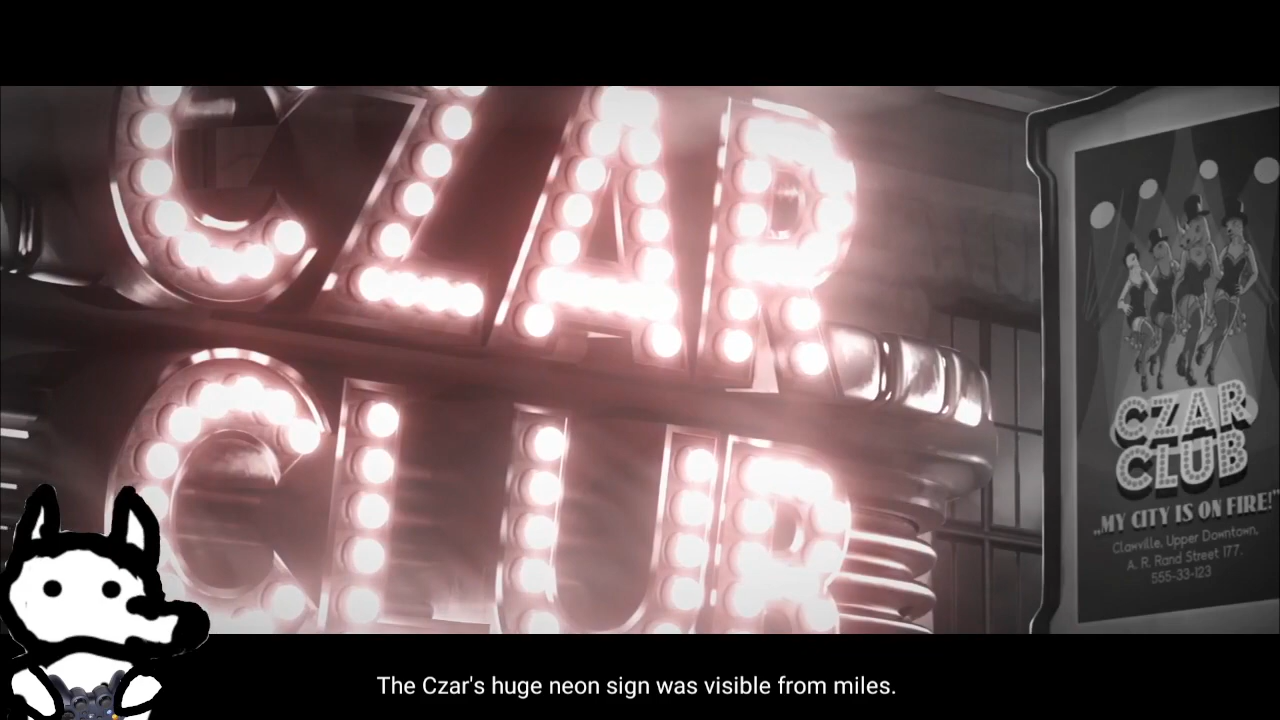 CZAR
CLUB
CZAR
CLUB
„MY CITY IS ON FIRE!"
Clawville, Upper Downtown,
A. R. Rand Street 177.
555-33-123
The Czar's huge neon sign was visible from miles.